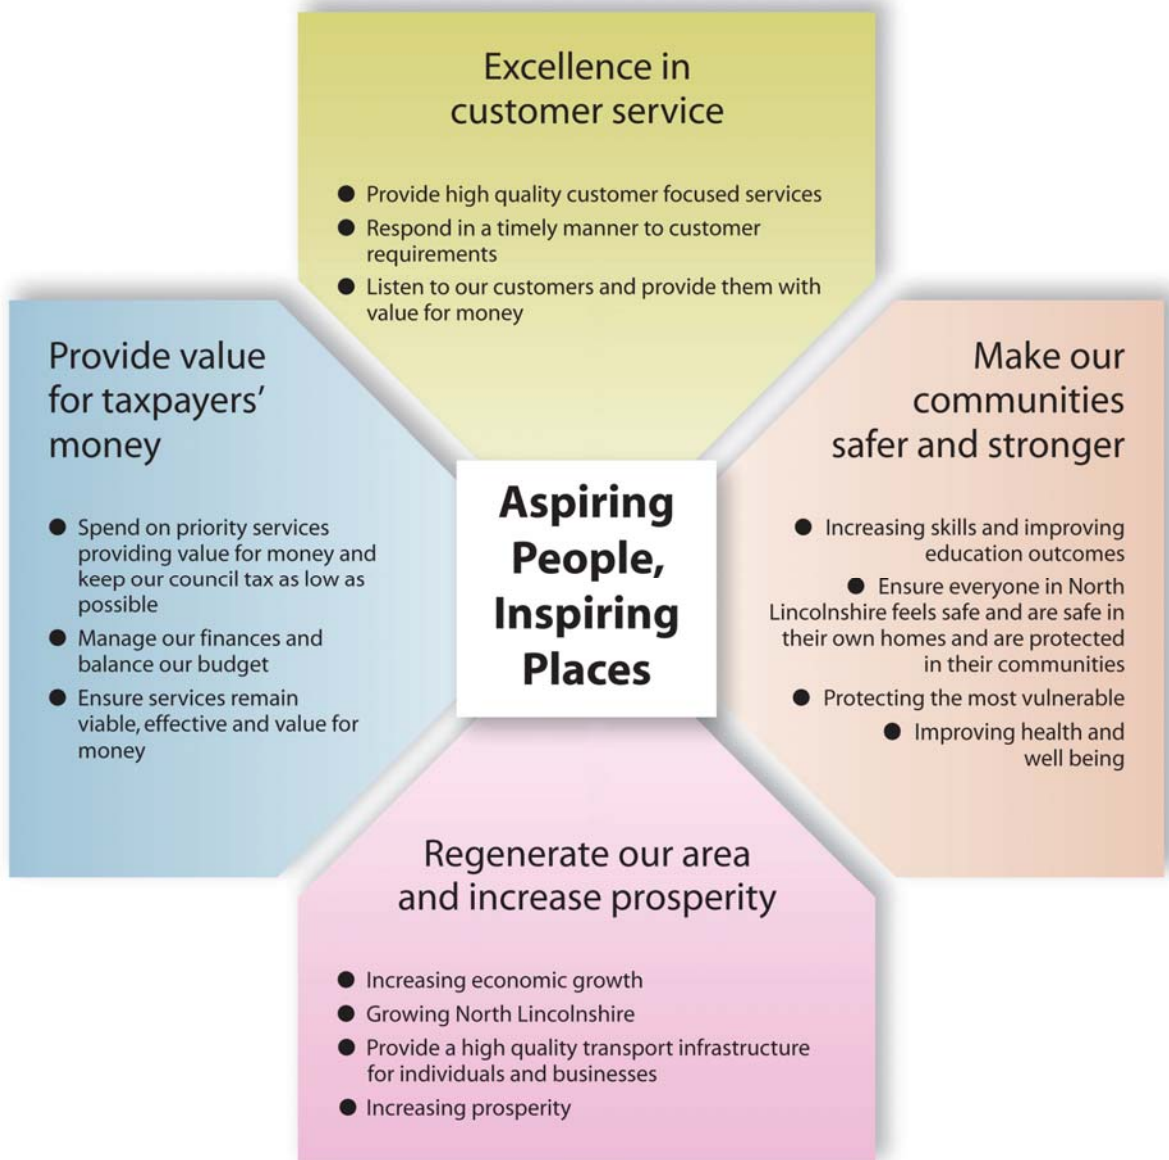 Excellence in
customer service
● Provide high quality customer focused services
● Respond in a timely manner to customer
requirements
● Listen to our customers and provide them with
value for money
Provide value
for taxpayers’
money
● Spend on priority services
providing value for money and
keep our council tax as low as
possible
● Manage our finances and
balance our budget
● Ensure services remain
viable, effective and value for
money
Aspiring
People,
Inspiring
Places
Make our
communities
safer and stronger
● Increasing skills and improving
education outcomes
● Ensure everyone in North
Lincolnshire feels safe and are safe in
their own homes and are protected
in their communities
● Protecting the most vulnerable
● Improving health and
well being
Regenerate our area
and increase prosperity
● Increasing economic growth
● Growing North Lincolnshire
● Provide a high quality transport infrastructure
for individuals and businesses
● Increasing prosperity